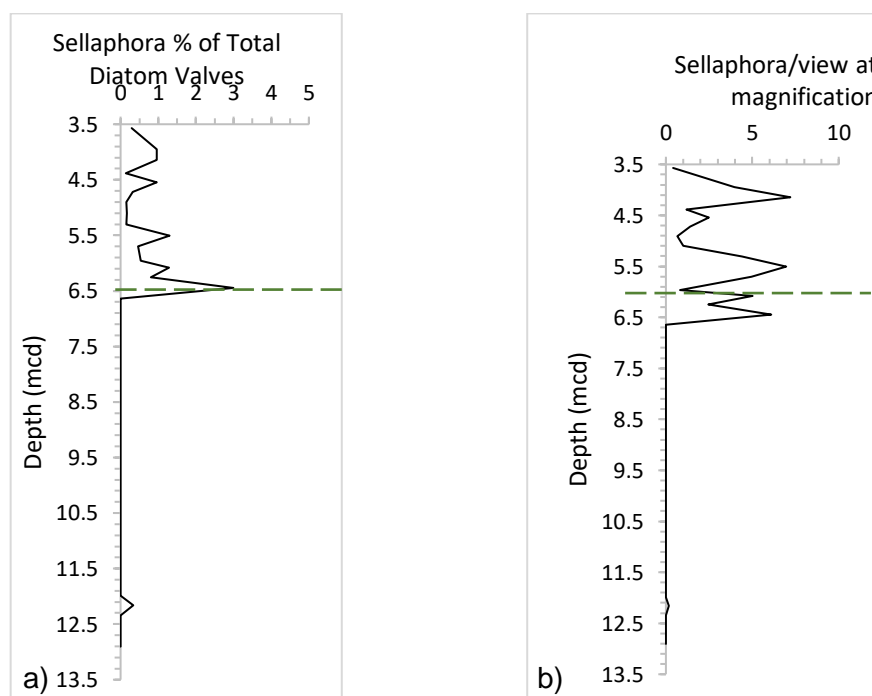 Sellaphora % of Total
Diatom Valves
0 1 2 3 4 5
3.5
4.5
5.5
6.5
7.5
8.5
9.5
10.5
11.5
12.5
13.5
Depth (mcd)
a)
Sellaphora/view at
magnification
0 5 10
3.5
4.5
5.5
6.5
7.5
8.5
9.5
10.5
11.5
12.5
13.5
Depth (mcd)
b)